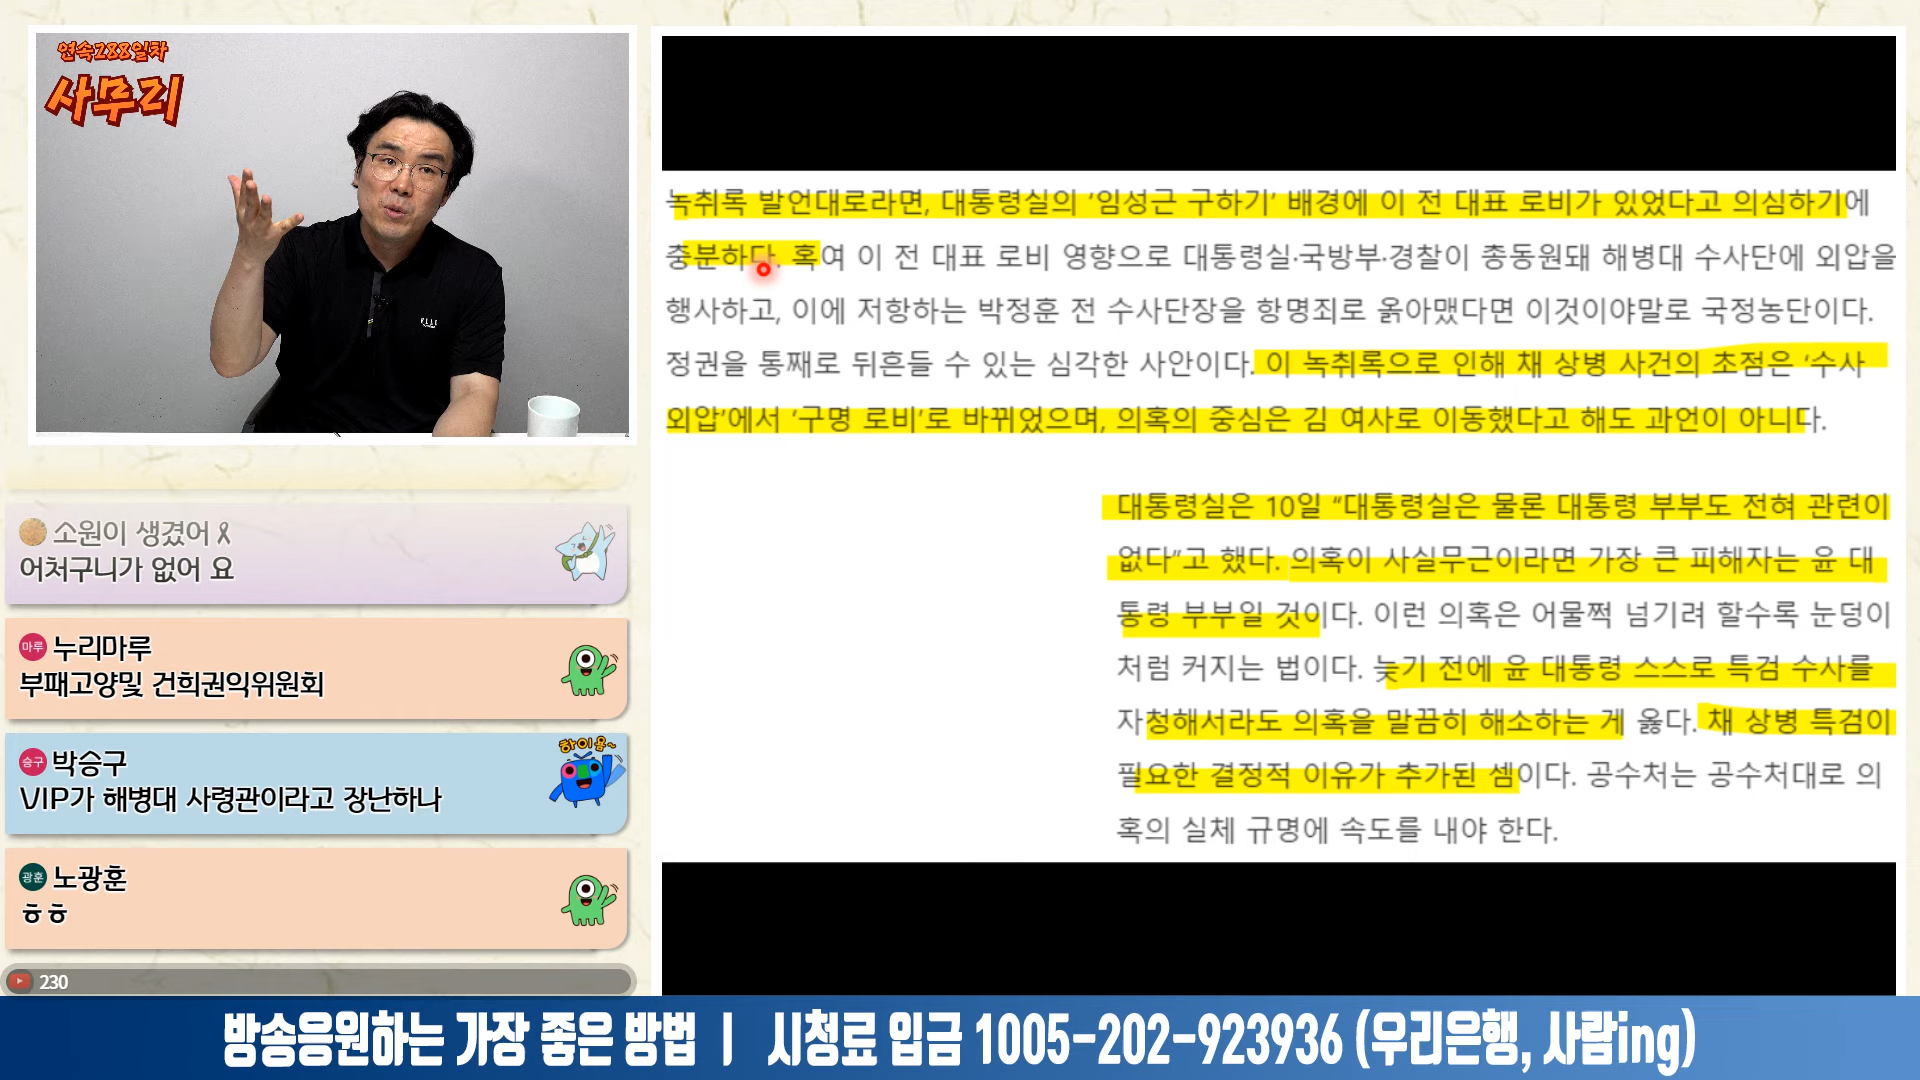 연속288일차
사무리
녹취록 발언대로라면, 대통령실의 '임성근 구하기' 배경에 이 전 대표 로비가 있었다고 의심하기에
충분하다. 혹여 이 전 대표 로비 영향으로 대통령실·국방부·경찰이 총동원돼 해병대 수사단에 외압을
행사하고, 이에 저항하는 박정훈 전 수사단장을 항명죄로 옭아맸다면 이것이야말로 국정농단이다.
정권을 통째로 뒤흔들 수 있는 심각한 사안이다. 이 녹취록으로 인해 채 상병 사건의 초점은 '수사
외압'에서 '구명 로비'로 바뀌었으며, 의혹의 중심은 김 여사로 이동했다고 해도 과언이 아니다.
대통령실은 10일 “대통령실은 물론 대통령 부부도 전혀 관련이
없다”고 했다. 의혹이 사실무근이라면 가장 큰 피해자는 윤 대
통령 부부일 것이다. 이런 의혹은 어물쩍 넘기려 할수록 눈덩이
처럼 커지는 법이다. 늦기 전에 윤 대통령 스스로 특검 수사를
자청해서라도 의혹을 말끔히 해소하는 게 옳다. 채 상병 특검이
필요한 결정적 이유가 추가된 셈이다. 공수처는 공수처대로 의
혹의 실체 규명에 속도를 내야 한다.
소원이 생겼어🎗
어처구니가 없어 요
마루 누리마루
부패고양및 건희권익위원회
승구 박승구
하이욤~
VIP가 해병대 사령관이라고 장난하나
광훈 노광훈
ㅎㅎ
230
방송응원하는 가장 좋은 방법 | 시청료 입금 1005-202-923936 (우리은행, 사람ing)